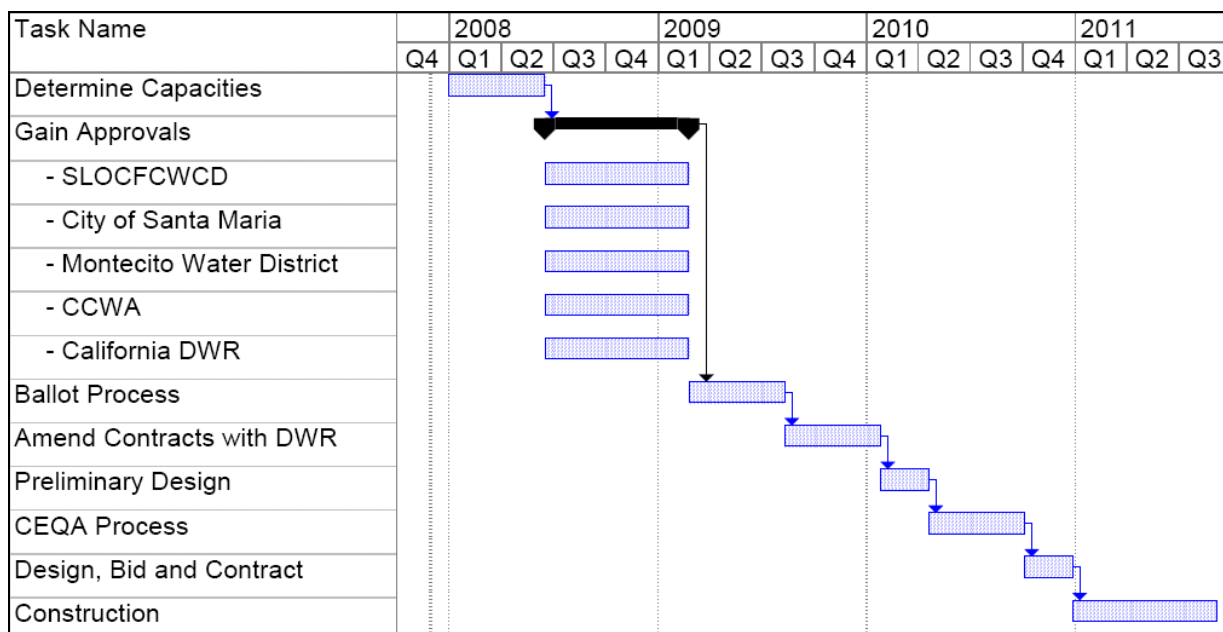 Task Name
2008 2009 2010 2011
Q4 Q1 Q2 Q3 Q4 Q1 Q2 Q3 Q4 Q1 Q2 Q3 Q4 Q1 Q2 Q3
Determine Capacities
Gain Approvals
- SLOCFCWCD
- City of Santa Maria
- Montecito Water District
- CCWA
- California DWR
Ballot Process
Amend Contracts with DWR
Preliminary Design
CEQA Process
Design, Bid and Contract
Construction